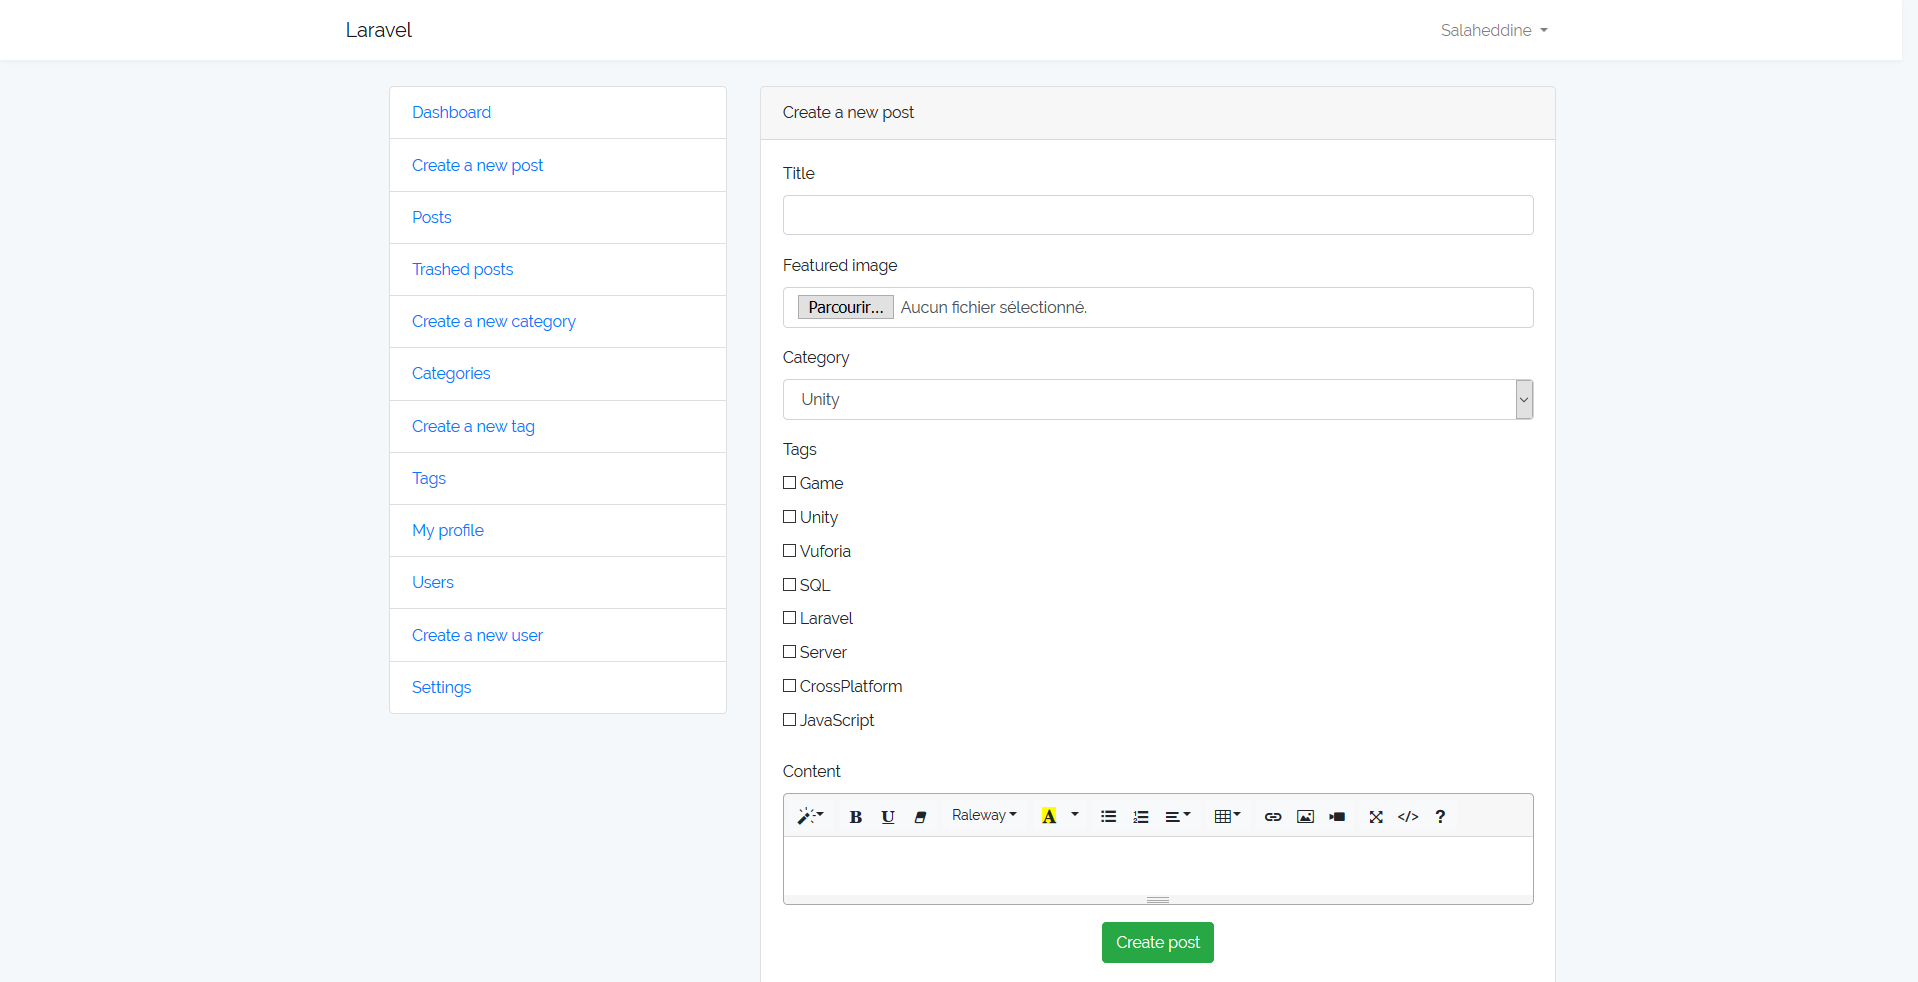 Laravel
Salaheddine
Dashboard
Create a new post
Posts
Trashed posts
Create a new category
Categories
Create a new tag
Tags
My profile
Users
Create a new user
Settings
Create a new post
Title
Featured image
Parcourir... Aucun fichier sélectionné.
Category
Unity
Tags
Game
Unity
Vuforia
SQL
Laravel
Server
CrossPlatform
JavaScript
Content
B U Raleway A </> ?
Create post